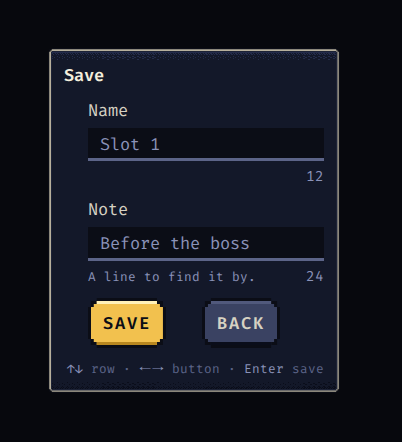 Save
Name
Slot 1
12
Note
Before the boss
A line to find it by. 24
SAVE BACK
↑↓ row · ←→ button · Enter save